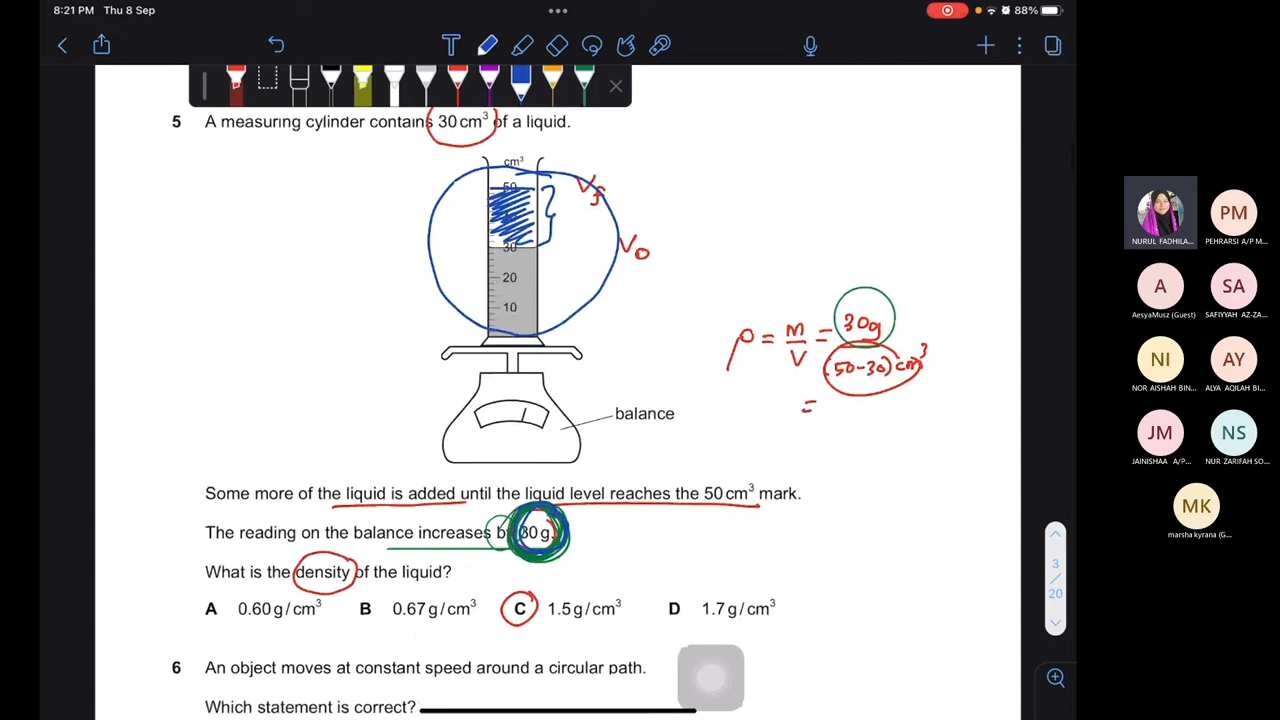 8:21 PM Thu 8 Sep
88%
T
5 A measuring cylinder contains 30 cm³ of a liquid.
cm³
50
30
20
10
Vf
Vo
balance
ρ = m/V = 30g/(50-30)cm³
=
Some more of the liquid is added until the liquid level reaches the 50 cm³ mark.
The reading on the balance increases by 30 g.
What is the density of the liquid?
A 0.60 g/cm³ B 0.67 g/cm³ C 1.5 g/cm³ D 1.7 g/cm³
6 An object moves at constant speed around a circular path.
Which statement is correct?
3
/
20
NURUL FADHILA...
PM
PEHRARSI A/P M...
A
AesyaMusz (Guest)
SA
SAFIYYAH AZ-ZA...
NI
NOR AISHAH BIN...
AY
ALYA AQILAH BI...
JM
JAINISHAA A/P...
NS
NUR ZARIFAH SO...
MK
marsha kyrana (G...